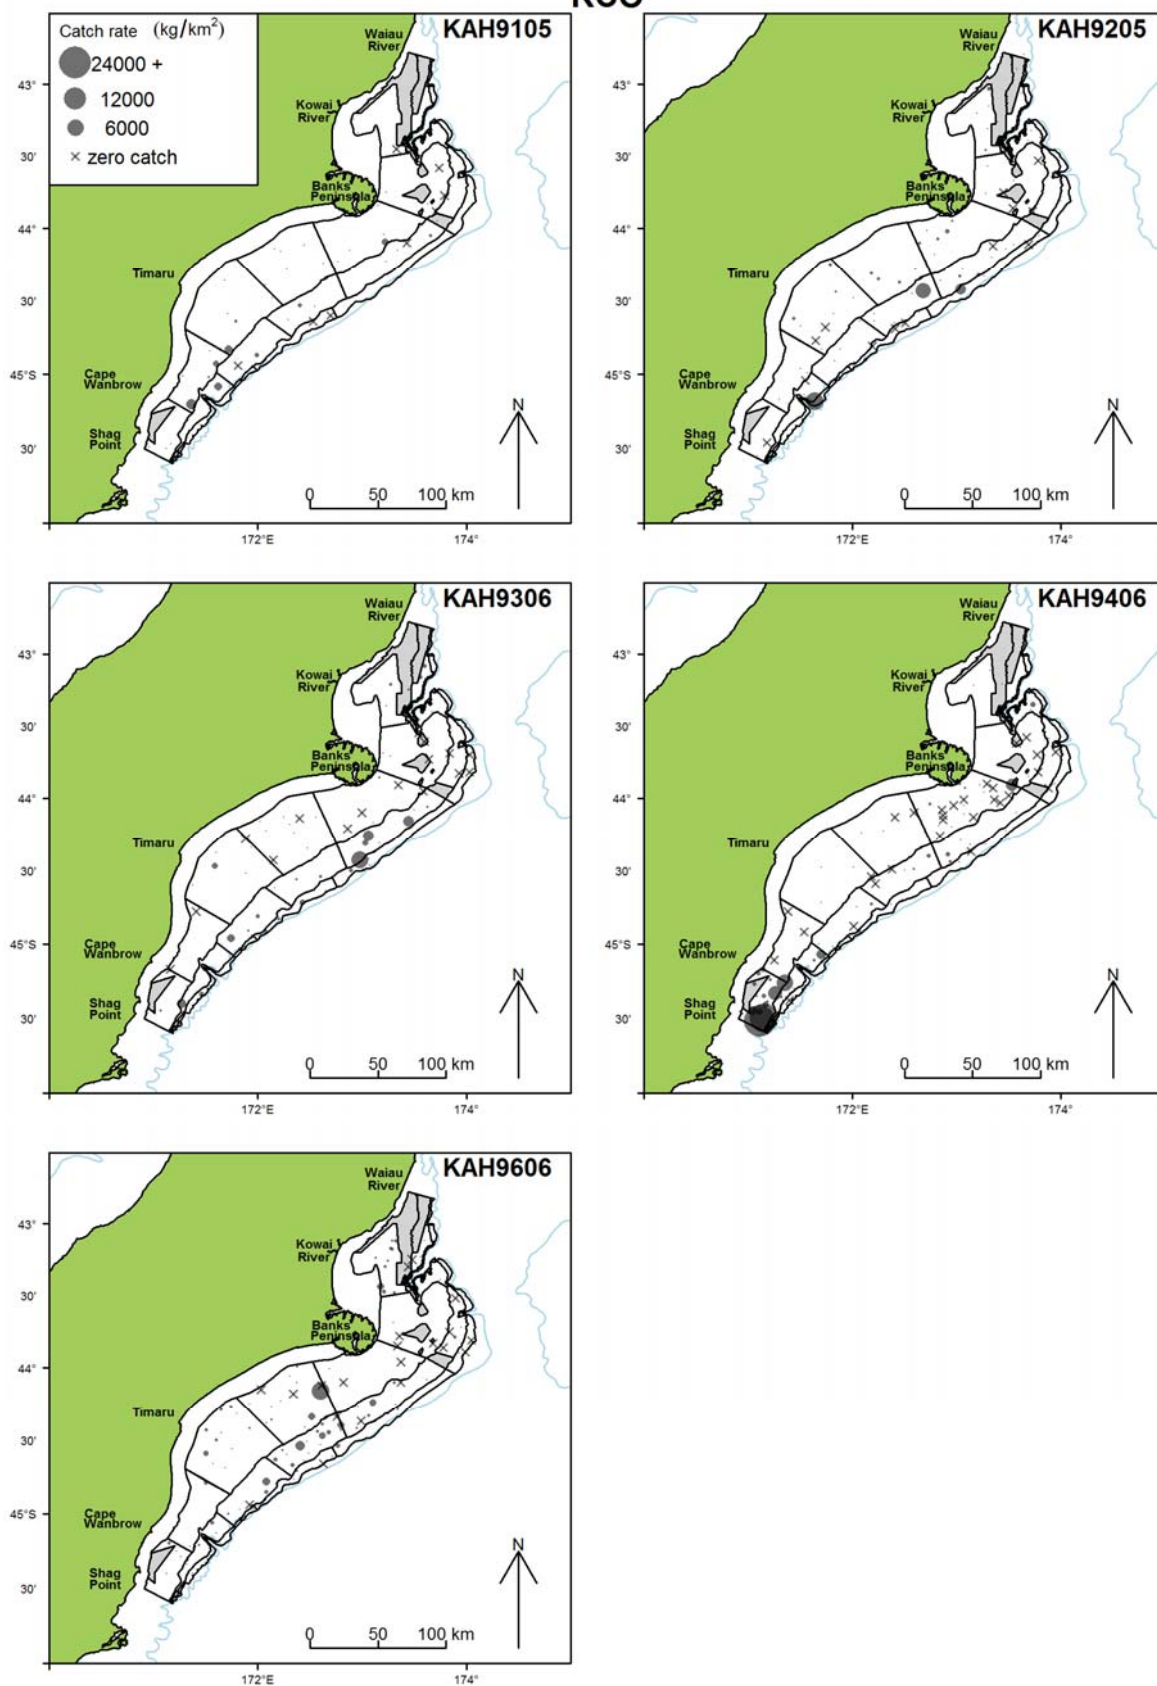 Catch rate (kg/km²)
24000 +
12000
6000
× zero catch
KAH9105
Waiau
River
Kowai
River
Banks
Peninsula
Timaru
Cape
Wanbrow
Shag
Point
43°
30'
44°
30'
45°S
30'
N
0 50 100 km
172°E 174°
KAH9205
Waiau
River
Kowai
River
Banks
Peninsula
Timaru
Cape
Wanbrow
Shag
Point
43°
30'
44°
30'
45°S
30'
N
0 50 100 km
172°E 174°
KAH9306
Waiau
River
Kowai
River
Banks
Peninsula
Timaru
Cape
Wanbrow
Shag
Point
43°
30'
44°
30'
45°S
30'
N
0 50 100 km
172°E 174°
KAH9406
Waiau
River
Kowai
River
Banks
Peninsula
Timaru
Cape
Wanbrow
Shag
Point
43°
30'
44°
30'
45°S
30'
N
0 50 100 km
172°E 174°
KAH9606
Waiau
River
Kowai
River
Banks
Peninsula
Timaru
Cape
Wanbrow
Shag
Point
43°
30'
44°
30'
45°S
30'
N
0 50 100 km
172°E 174°